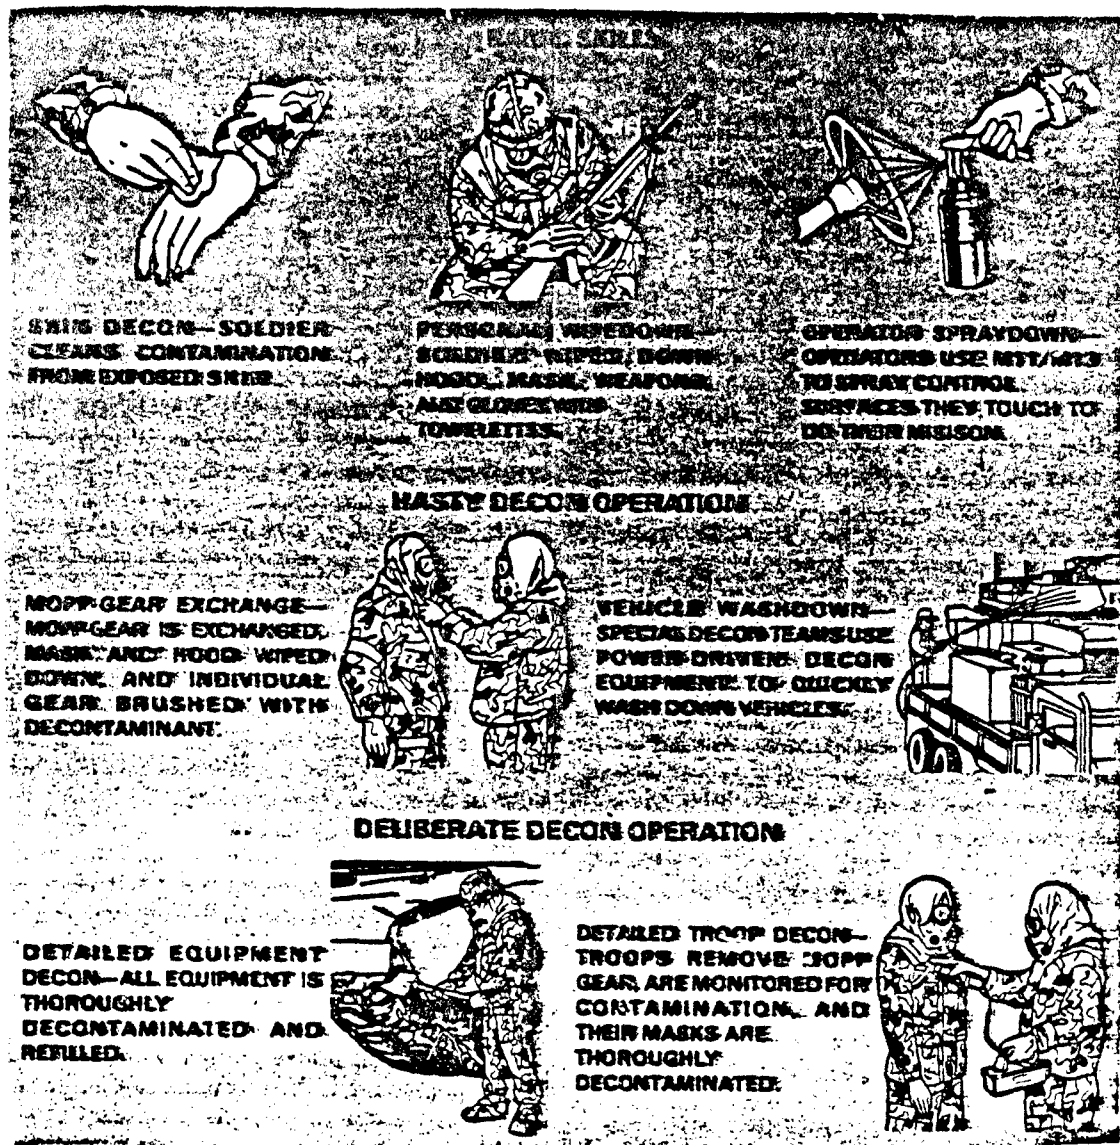 BASIC SKILLS
SKIN DECON—SOLDIER
CLEANS CONTAMINATION
FROM EXPOSED SKIN.
PERSONAL WIPEDOWN—
SOLDIER WIPES DOWN
HOOD, MASK, WEAPONS
AND GLOVES WITH
TOWELETTES.
OPERATOR SPRAYDOWN—
OPERATORS USE
TO SPRAY CONTROL
SURFACES THEY TOUCH TO
DO THEIR MISISON.
HASTY DECON OPERATION
MOPP GEAR EXCHANGE—
MOPP GEAR IS EXCHANGED,
MASK AND HOOD WIPED
DOWN, AND INDIVIDUAL
GEAR BRUSHED WITH
DECONTAMINANT.
VEHICLE WASHDOWN—
SPECIAL DECON TEAMS USE
POWER-DRIVEN DECON
EQUIPMENT TO QUICKLY
WASH DOWN VEHICLES.
DELIBERATE DECON OPERATION
DETAILED EQUIPMENT
DECON—ALL EQUIPMENT IS
THOROUGHLY
DECONTAMINATED AND
REFILLED.
DETAILED TROOP DECON—
TROOPS REMOVE MOPP
GEAR, ARE MONITORED FOR
CONTAMINATION, AND
THEIR MASKS ARE
THOROUGHLY
DECONTAMINATED.